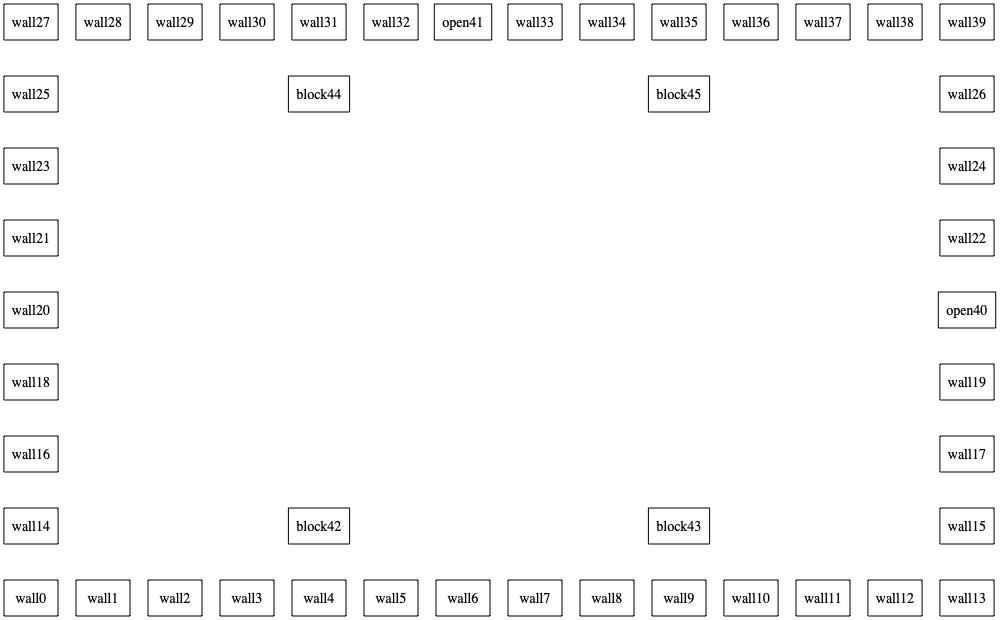 wall27 wall28 wall29 wall30 wall31 wall32 open41 wall33 wall34 wall35 wall36 wall37 wall38 wall39
wall25 block44 block45 wall26
wall23 wall24
wall21 wall22
wall20 open40
wall18 wall19
wall16 wall17
wall14 block42 block43 wall15
wall0 wall1 wall2 wall3 wall4 wall5 wall6 wall7 wall8 wall9 wall10 wall11 wall12 wall13